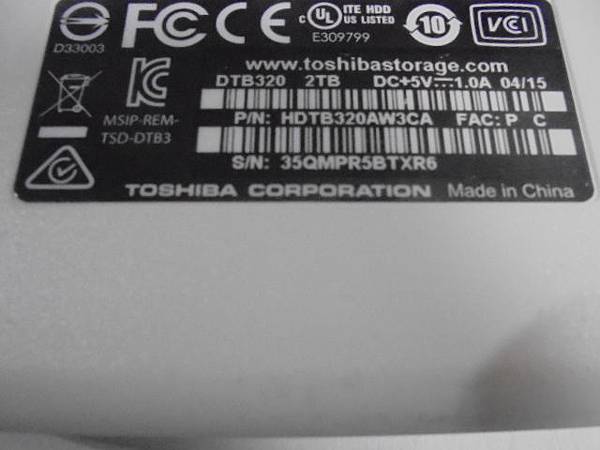 D33003
FC CE
c UL US ITE HDD LISTED
E309799
10
VCI
www.toshibastorage.com
DTB320 2TB DC+5V⎓1.0A 04/15
MSIP-REM-
TSD-DTB3
P/N: HDTB320AW3CA FAC: P C
S/N: 35QMPR5BTXR6
TOSHIBA CORPORATION Made in China